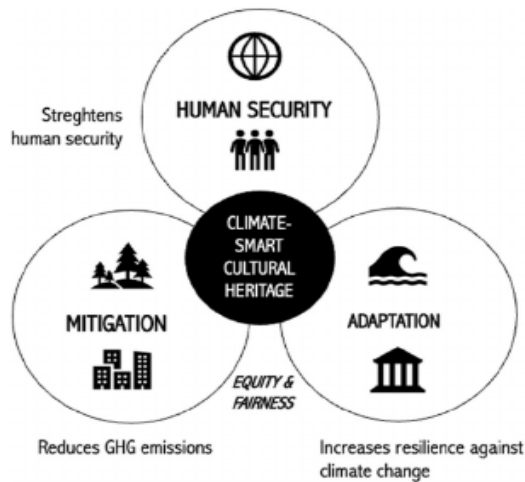 HUMAN SECURITY
Streghtens
human security
CLIMATE-
SMART
CULTURAL
HERITAGE
MITIGATION
ADAPTATION
EQUITY &
FAIRNESS
Reduces GHG emissions
Increases resilience against
climate change